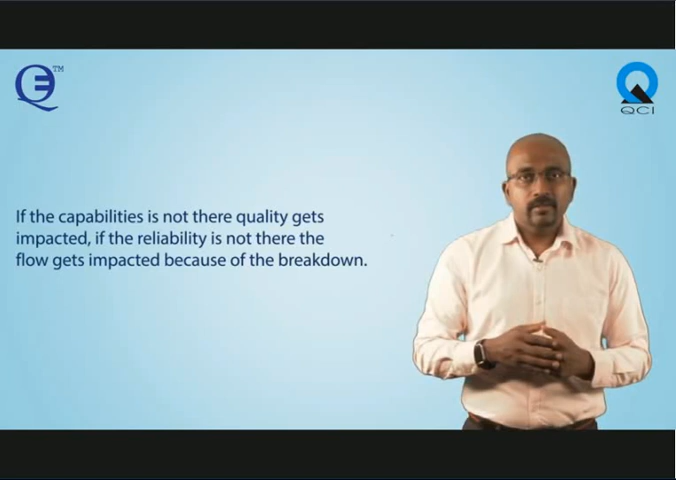 QE™
QCI
If the capabilities is not there quality gets
impacted, if the reliability is not there the
flow gets impacted because of the breakdown.